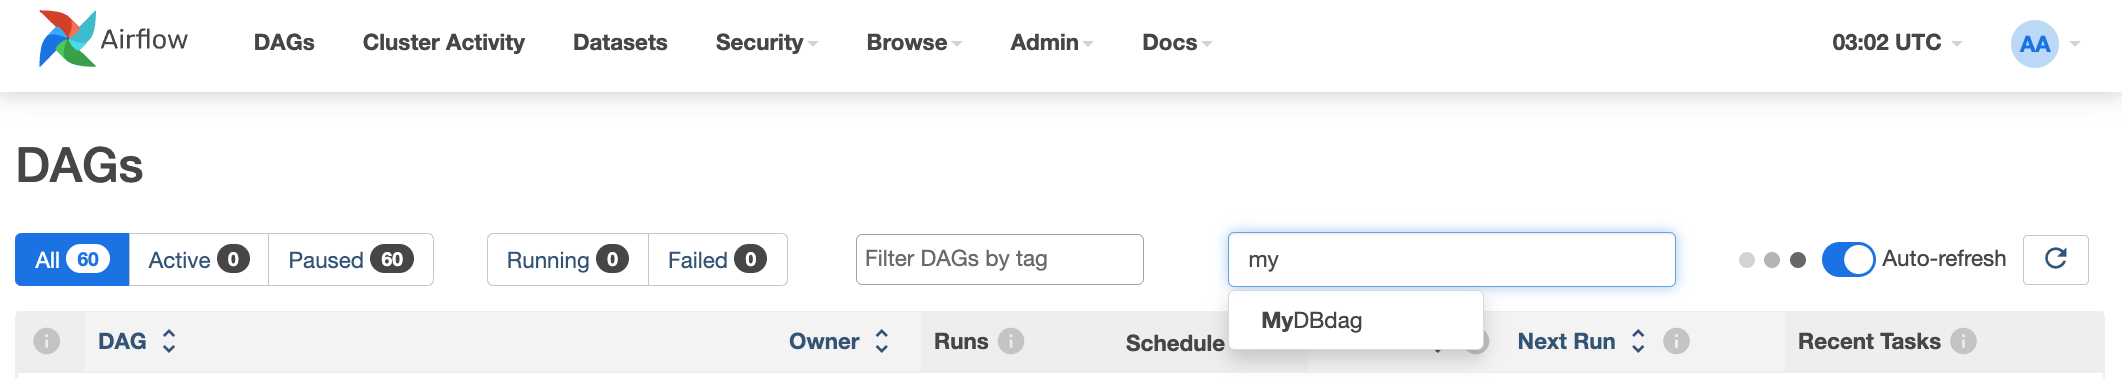 Airflow DAGs Cluster Activity Datasets Security Browse Admin Docs 03:02 UTC AA
DAGs
All 60 Active 0 Paused 60 Running 0 Failed 0 Filter DAGs by tag my Auto-refresh
MyDBdag
DAG Owner Runs Schedule Next Run Recent Tasks